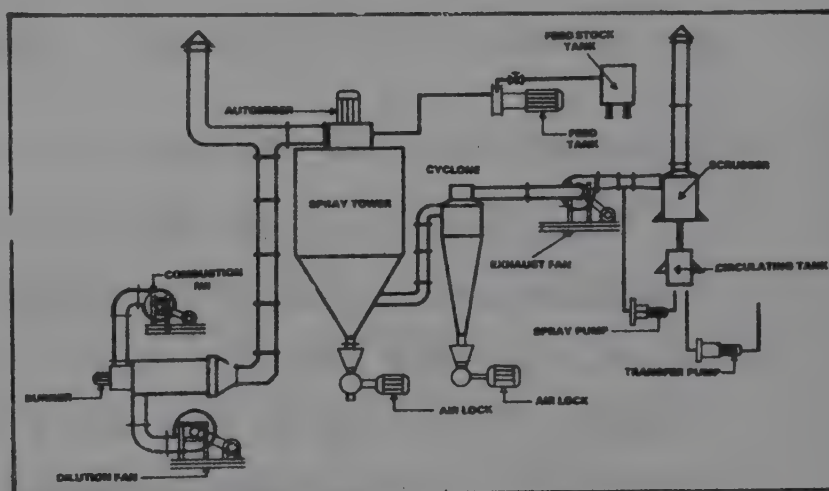 FEED STOCK
TANK
AUTOMISER
FEED
TANK
CYCLONE
SCRUBBER
SPRAY TOWER
EXHAUST FAN
CIRCULATING TANK
COMBUSTION
FAN
SPRAY PUMP
TRANSFER PUMP
BURNER
AIR LOCK
AIR LOCK
DILUTION FAN